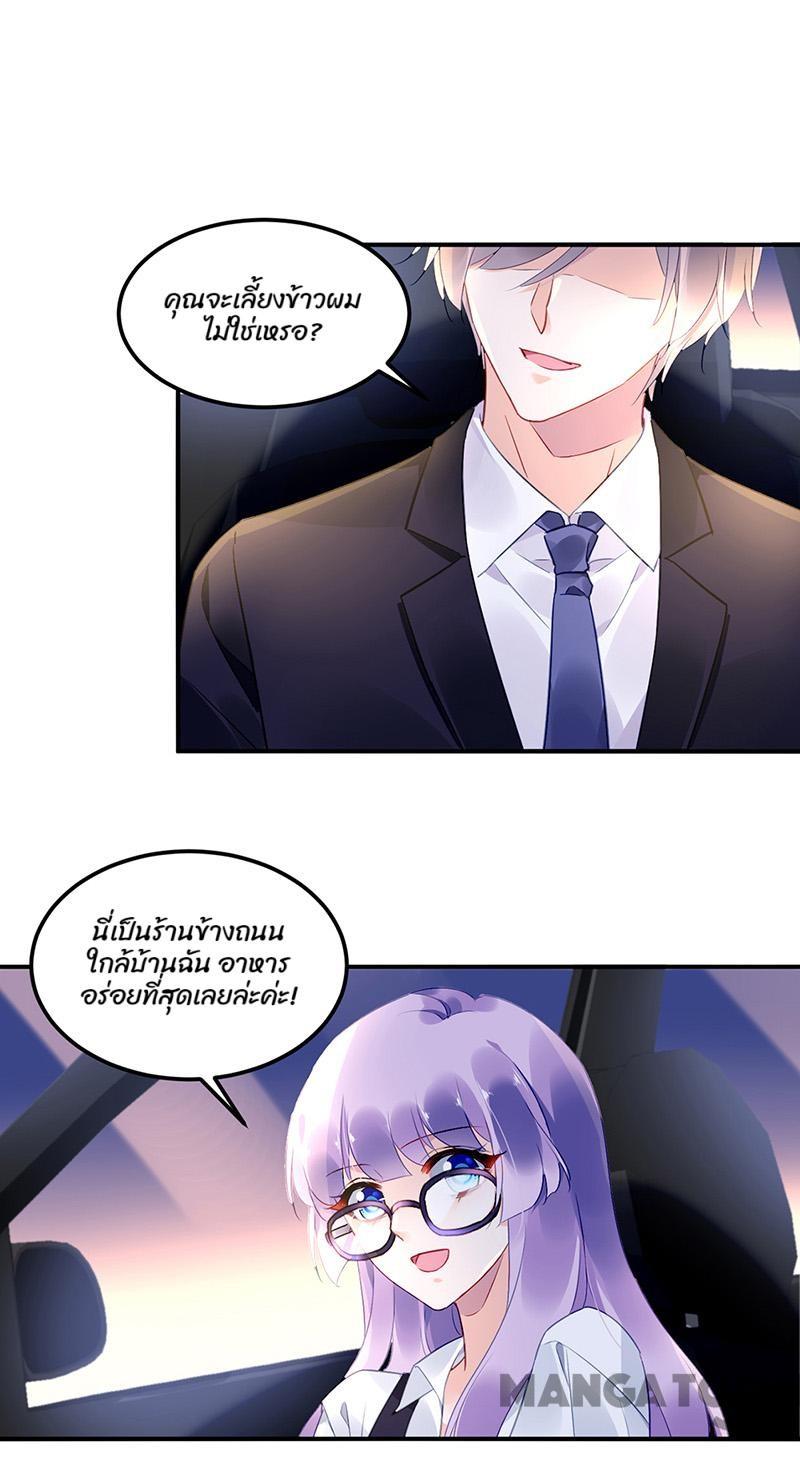 คุณจะเลี้ยงข้าวผม
ไม่ใช่เหรอ?
นี่เป็นร้านข้างถนน
ใกล้บ้านฉัน อาหาร
อร่อยที่สุดเลยล่ะค่ะ!
MANGATO